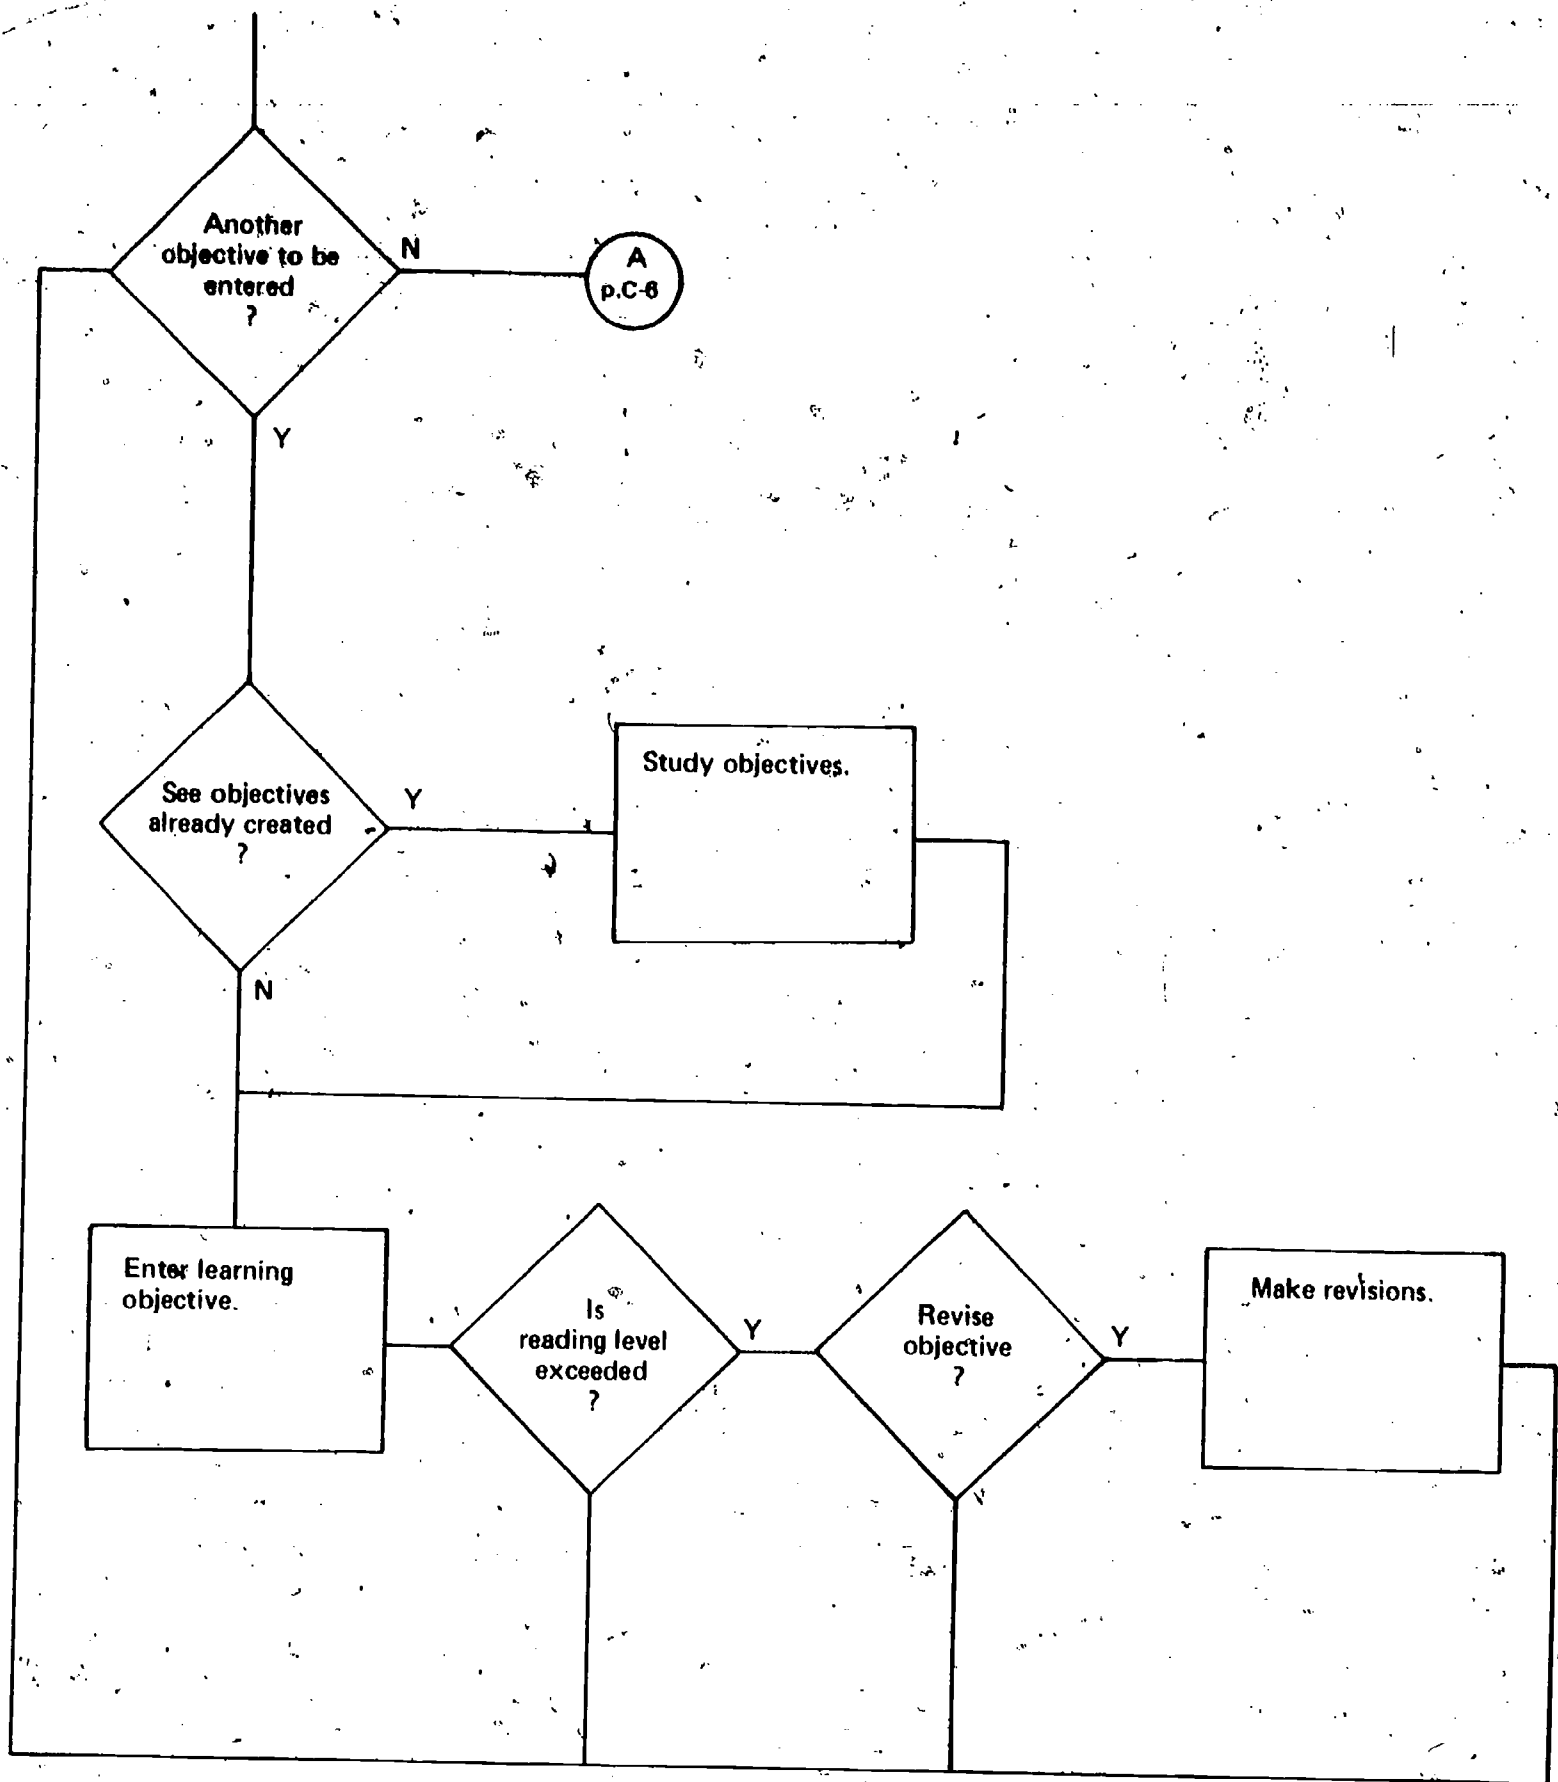 Another
objective to be
entered
?
N
A
p.C-6
Y
See objectives
already created
?
Y
Study objectives.
N
Enter learning
objective.
Is
reading level
exceeded
?
Y
Revise
objective
?
Y
Make revisions.